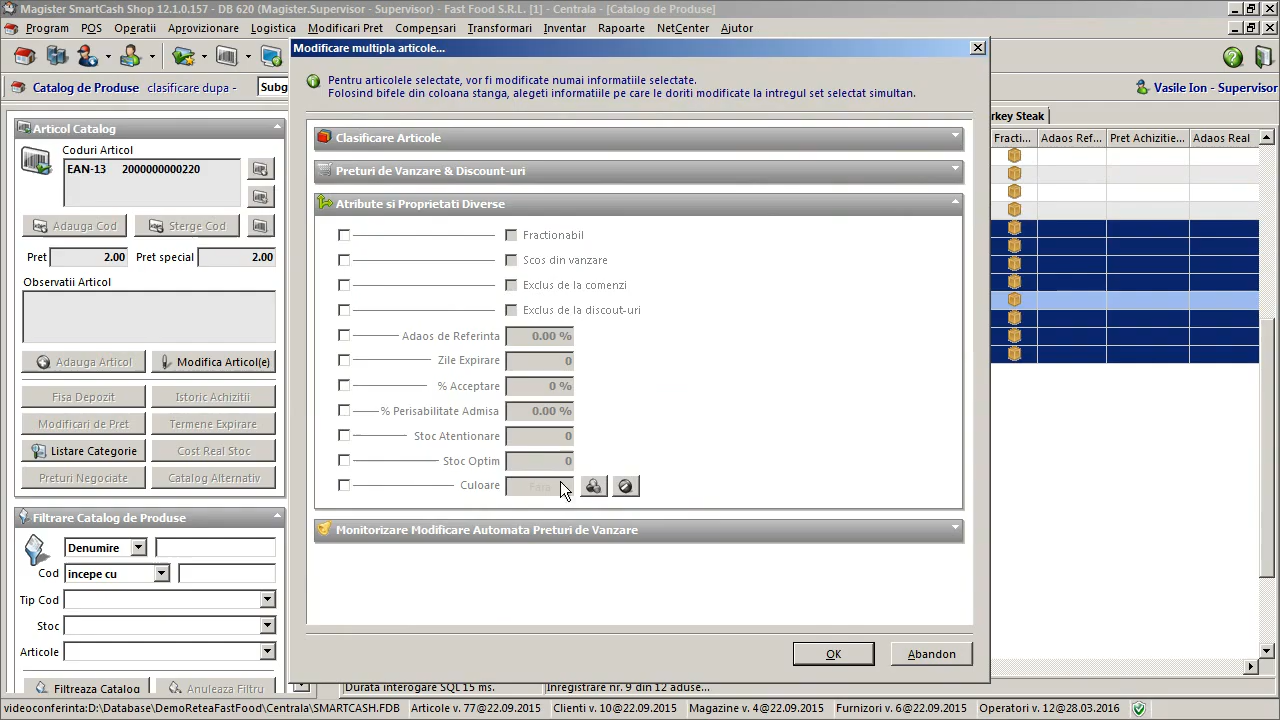 Magister SmartCash Shop 12.1.0.157 - DB 620 (Magister.Supervisor - Supervisor) - Fast Food S.R.L. [1] - Centrala - [Catalog de Produse]
Program POS Operatii Aprovizionare Logistica Modificari Pret Compensari Transformari Inventar Rapoarte NetCenter Ajutor
Catalog de Produse clasificare dupa - Subg
Vasile Ion - Supervisor
Modificare multipla articole...
Pentru articolele selectate, vor fi modificate numai informatiile selectate.
Folosind bifele din coloana stanga, alegeti informatiile pe care le doriti modificate la intregul set selectat simultan.
Clasificare Articole
Preturi de Vanzare & Discount-uri
Atribute si Proprietati Diverse
Fractionabil
Scos din vanzare
Exclus de la comenzi
Exclus de la discout-uri
Adaos de Referinta 0.00 %
Zile Expirare 0
% Acceptare 0 %
% Perisabilitate Admisa 0.00 %
Stoc Atentionare 0
Stoc Optim 0
Culoare Fara
Monitorizare Modificare Automata Preturi de Vanzare
OK Abandon
Articol Catalog
Coduri Articol
EAN-13 2000000000220
Adauga Cod Sterge Cod
Pret 2.00 Pret special 2.00
Observatii Articol
Adauga Articol Modifica Articol(e)
Fisa Depozit Istoric Achizitii
Modificari de Pret Termene Expirare
Listare Categorie Cost Real Stoc
Preturi Negociate Catalog Alternativ
Filtrare Catalog de Produse
Denumire
Cod incepe cu
Tip Cod
Stoc
Articole
Filtreaza Catalog Anuleaza Filtru
rkey Steak
Fracti... Adaos Ref... Pret Achizitie... Adaos Real
Durata interogare SQL 15 ms. Inregistrare nr. 9 din 12 aduse...
videoconferinta:D:\Database\DemoReteaFastFood\Centrala\SMARTCASH.FDB Articole v. 77@22.09.2015 Clienti v. 10@22.09.2015 Magazine v. 4@22.09.2015 Furnizori v. 6@22.09.2015 Operatori v. 12@28.03.2016